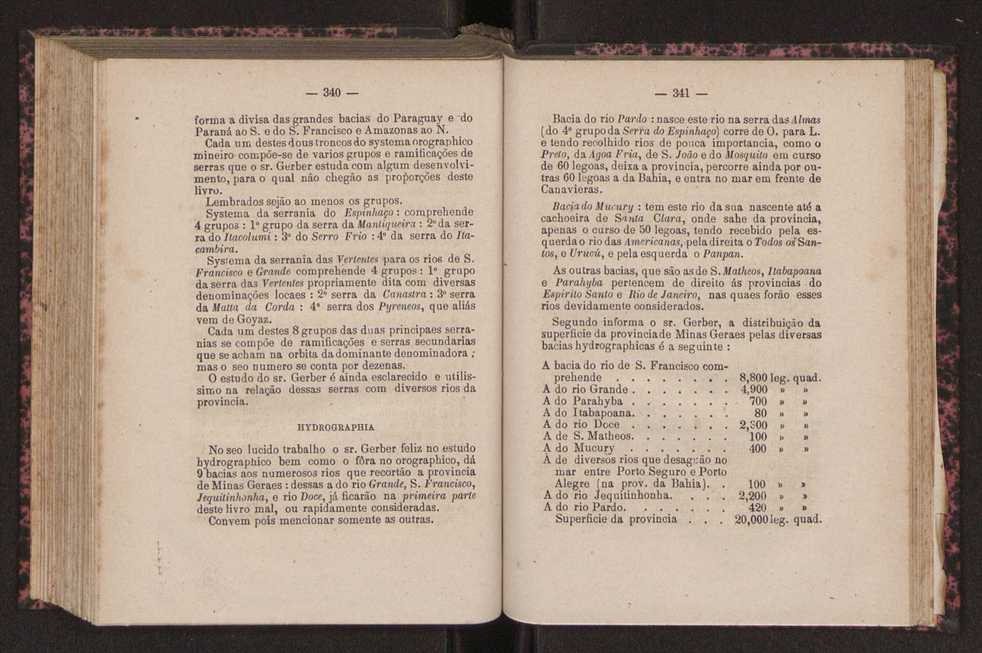 — 340 —
forma a divisa das grandes bacias do Paraguay e do
Paraná ao S. e do S. Francisco e Amazonas ao N.
Cada um destes dous troncos do systema orographico
mineiro compõe-se de varios grupos e ramificações de
serras que o sr. Gerber estuda com algum desenvolvi-
mento, para o qual não chegão as proporções deste
livro.
Lembrados sejão ao menos os grupos.
Systema da serrania do Espinhaço : comprehende
4 grupos : 1º grupo da serra da Mantiqueira : 2º da ser-
ra do Itacolumi : 3º do Serro Frio : 4º da serra do Ita-
cambira.
Systema da serrania das Vertentes para os rios de S.
Francisco e Grande comprehende 4 grupos : 1º grupo
da serra das Vertentes propriamente dita com diversas
denominações locaes : 2º serra da Canastra : 3º serra
da Matta da Corda : 4º serra dos Pyreneos, que aliás
vem de Goyaz.
Cada um destes 8 grupos das duas principaes serra-
nias se compõe de ramificações e serras secundarias
que se acham na orbita da dominante denominadora ;
mas o seo numero se conta por dezenas.
O estudo do sr. Gerber é ainda esclarecido e utilis-
simo na relação dessas serras com diversos rios da
provincia.
HYDROGRAPHIA
No seo lucido trabalho o sr. Gerber feliz no estudo
hydrographico bem como o fôra no orographico, dá
9 bacias aos numerosos rios que recortão a provincia
de Minas Geraes : dessas a do rio Grande, S. Francisco,
Jequitinhonha, e rio Doce, já ficarão na primeira parte
deste livro mal, ou rapidamente consideradas.
Convem pois mencionar somente as outras.
— 341 —
Bacia do rio Pardo : nasce este rio na serra das Almas
(do 4º grupo da Serra do Espinhaço) corre de O. para L.
e tendo recolhido rios de pouca importancia, como o
Preto, da Agoa Fria, de S. João e do Mosquito em curso
de 60 legoas, deixa a provincia, percorre ainda por ou-
tras 60 legoas a da Bahia, e entra no mar em frente de
Canavieras.
Bacia do Mucury : tem este rio da sua nascente até a
cachoeira de Santa Clara, onde sahe da provincia,
apenas o curso de 50 legoas, tendo recebido pela es-
querda o rio das Americanas, pela direita o Todos os San-
tos, e Urucú, e pela esquerda o Panpan.
As outras bacias, que são as de S. Matheos, Itabapoana
e Parahyba pertencem de direito ás provincias do
Espirito Santo e Rio de Janeiro, nas quaes forão esses
rios devidamente considerados.
Segundo informa o sr. Gerber, a distribuição da
superficie da provincia de Minas Geraes pelas diversas
bacias hydrographicas é a seguinte :
A bacia do rio de S. Francisco com-
prehende . . . . . . . . 8,800 leg. quad.
A do rio Grande . . . . . . . 4,900 » »
A do Parahyba . . . . . . . 700 » »
A do Itabapoana. . . . . . . 80 » »
A do rio Doce . . . . . . . 2,300 » »
A de S. Matheos. . . . . . . 100 » »
A do Mucury . . . . . . . 400 » »
A de diversos rios que desagüão no
mar entre Porto Seguro e Porto
Alegre (na prov. da Bahia). . 100 » »
A do rio Jequitinhonha. . . . 2,200 » »
A do rio Pardo. . . . . . . 420 » »
Superficie da provincia . . . 20,000 leg. quad.